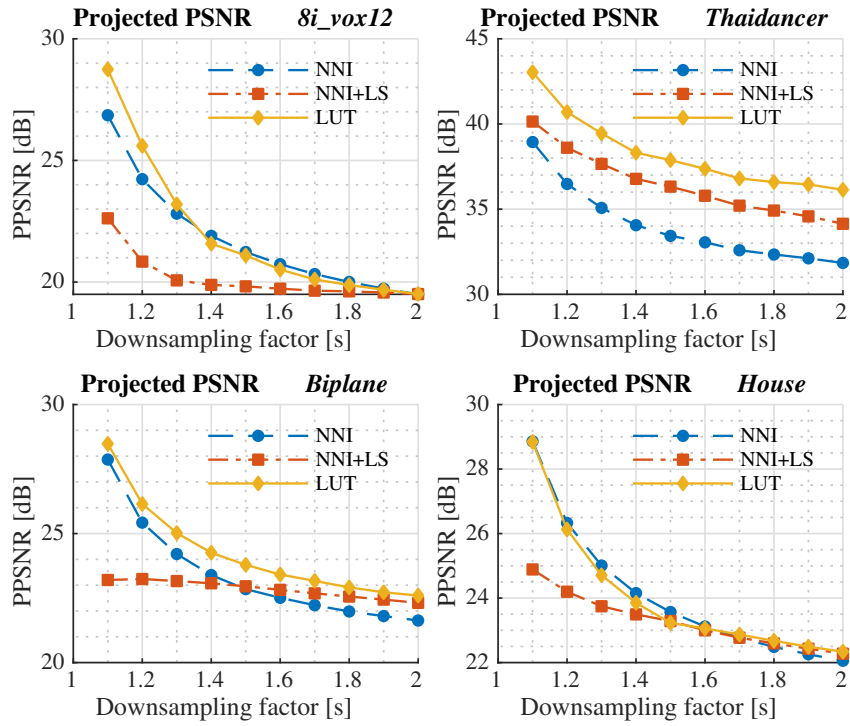 Projected PSNR 8i_vox12
30
25
20
PPSNR [dB]
NNI
NNI+LS
LUT
1 1.2 1.4 1.6 1.8 2
Downsampling factor [s]
Projected PSNR Thaidancer
45
40
35
30
PPSNR [dB]
NNI
NNI+LS
LUT
1 1.2 1.4 1.6 1.8 2
Downsampling factor [s]
Projected PSNR Biplane
30
25
20
PPSNR [dB]
NNI
NNI+LS
LUT
1 1.2 1.4 1.6 1.8 2
Downsampling factor [s]
Projected PSNR House
30
28
26
24
22
PPSNR [dB]
NNI
NNI+LS
LUT
1 1.2 1.4 1.6 1.8 2
Downsampling factor [s]